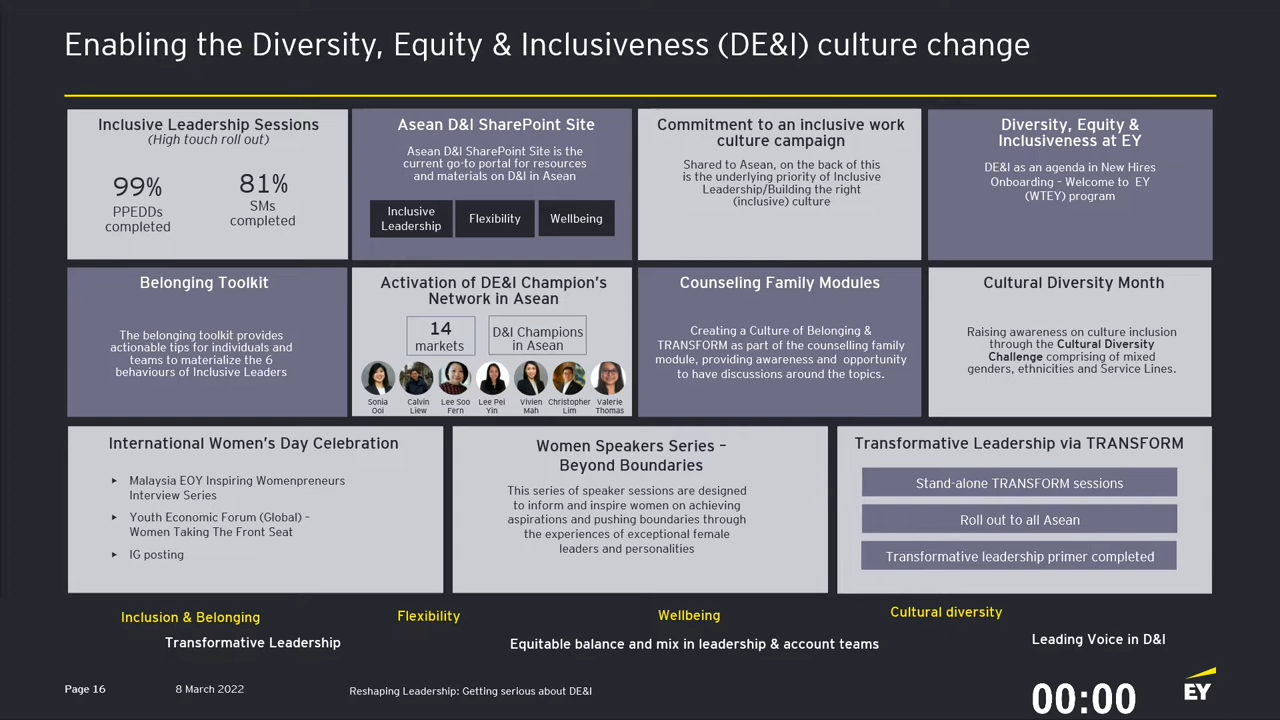 Enabling the Diversity, Equity & Inclusiveness (DE&I) culture change
Inclusive Leadership Sessions
(High touch roll out)
99%
PPEDDs
completed
81%
SMs
completed
Asean D&I SharePoint Site
Asean D&I SharePoint Site is the
current go-to portal for resources
and materials on D&I in Asean
Inclusive
Leadership
Flexibility
Wellbeing
Commitment to an inclusive work
culture campaign
Shared to Asean, on the back of this
is the underlying priority of Inclusive
Leadership/Building the right
(inclusive) culture
Diversity, Equity &
Inclusiveness at EY
DE&I as an agenda in New Hires
Onboarding – Welcome to EY
(WTEY) program
Belonging Toolkit
The belonging toolkit provides
actionable tips for individuals and
teams to materialize the 6
behaviours of Inclusive Leaders
Activation of DE&I Champion's
Network in Asean
14
markets
D&I Champions
in Asean
Sonia
Ooi
Calvin
Liew
Lee Soo
Fern
Lee Pei
Yin
Vivien
Mah
Christopher
Lim
Valerie
Thomas
Counseling Family Modules
Creating a Culture of Belonging &
TRANSFORM as part of the counselling family
module, providing awareness and opportunity
to have discussions around the topics.
Cultural Diversity Month
Raising awareness on culture inclusion
through the Cultural Diversity
Challenge comprising of mixed
genders, ethnicities and Service Lines.
International Women's Day Celebration
▸ Malaysia EOY Inspiring Womenpreneurs
Interview Series
▸ Youth Economic Forum (Global) –
Women Taking The Front Seat
▸ IG posting
Women Speakers Series –
Beyond Boundaries
This series of speaker sessions are designed
to inform and inspire women on achieving
aspirations and pushing boundaries through
the experiences of exceptional female
leaders and personalities
Transformative Leadership via TRANSFORM
Stand-alone TRANSFORM sessions
Roll out to all Asean
Transformative leadership primer completed
Inclusion & Belonging
Flexibility
Wellbeing
Cultural diversity
Transformative Leadership
Equitable balance and mix in leadership & account teams
Leading Voice in D&I
Page 16
8 March 2022
Reshaping Leadership: Getting serious about DE&I
00:00
EY